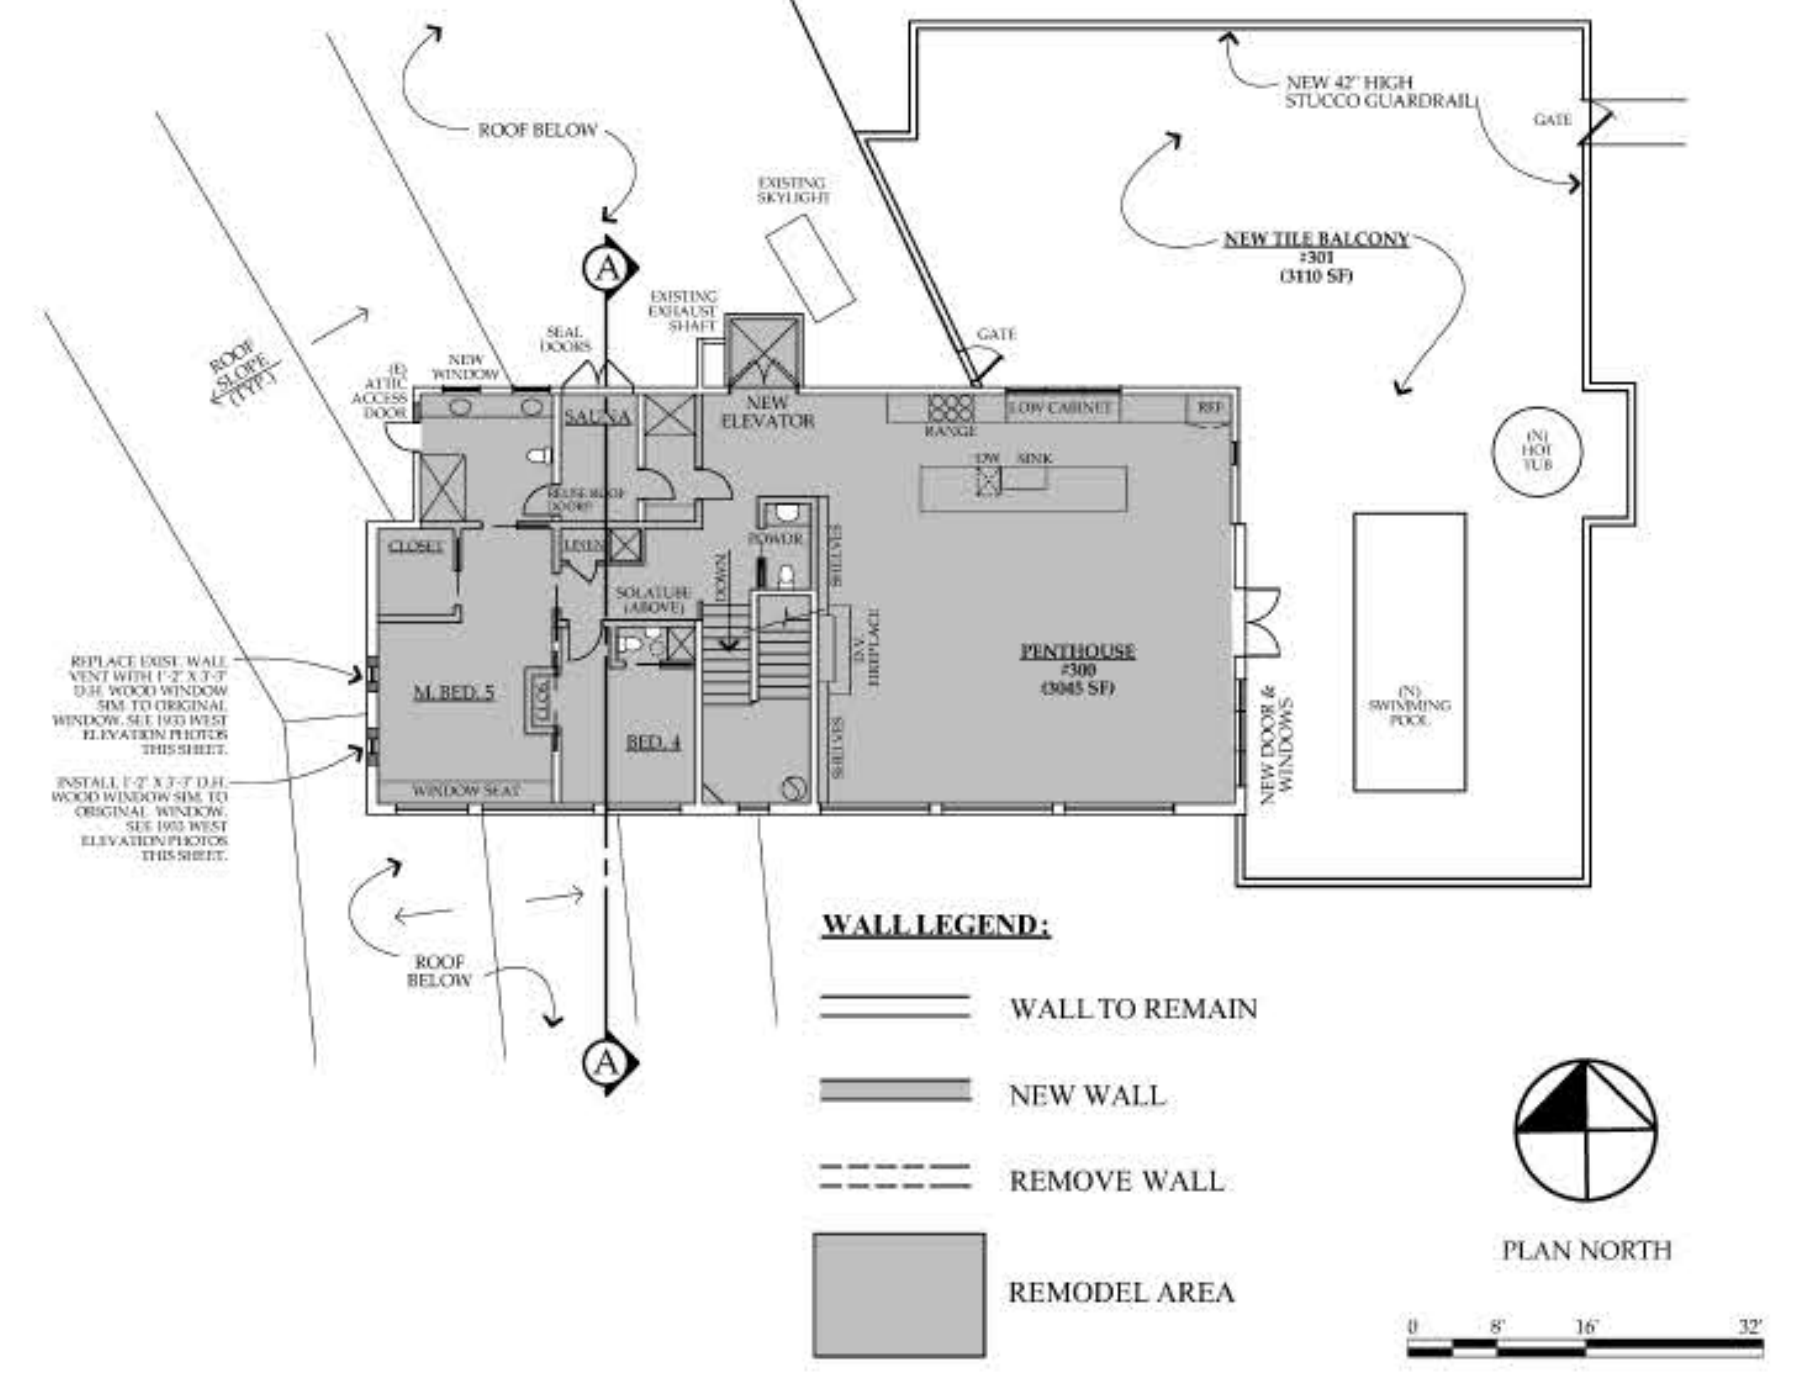 ROOF BELOW
NEW 42" HIGH
STUCCO GUARDRAIL
GATE
EXISTING
SKYLIGHT
NEW TILE BALCONY
#301
(3110 SF)
A
EXISTING
EXHAUST
SHAFT
SEAL
DOORS
GATE
ROOF
SLOPE
(TYP.)
NEW
WINDOW
(E)
ATTIC
ACCESS
DOOR
SAUNA
NEW
ELEVATOR
RANGE
LOW CABINET
REF
DW
SINK
(N)
HOT
TUB
REUSE ROOF
DOORS
CLOSET
LINEN
POWDR
SHELVES
DOWN
SOLATUBE
(ABOVE)
D.V.
FIREPLACE
PENTHOUSE
#300
(3045 SF)
REPLACE EXIST. WALL
VENT WITH 1'-2" X 3'-3"
D.H. WOOD WINDOW
SIM. TO ORIGINAL
WINDOW. SEE 1933 WEST
ELEVATION PHOTOS
THIS SHEET.
M. BED. 5
CLOS.
BED. 4
SHELVES
NEW DOOR &
WINDOWS
(N)
SWIMMING
POOL
INSTALL 1'-2" X 3'-3" D.H.
WOOD WINDOW SIM. TO
ORIGINAL WINDOW.
SEE 1933 WEST
ELEVATION PHOTOS
THIS SHEET.
WINDOW SEAT
ROOF
BELOW
A
WALL LEGEND:
WALL TO REMAIN
NEW WALL
REMOVE WALL
REMODEL AREA
PLAN NORTH
0 8' 16' 32'